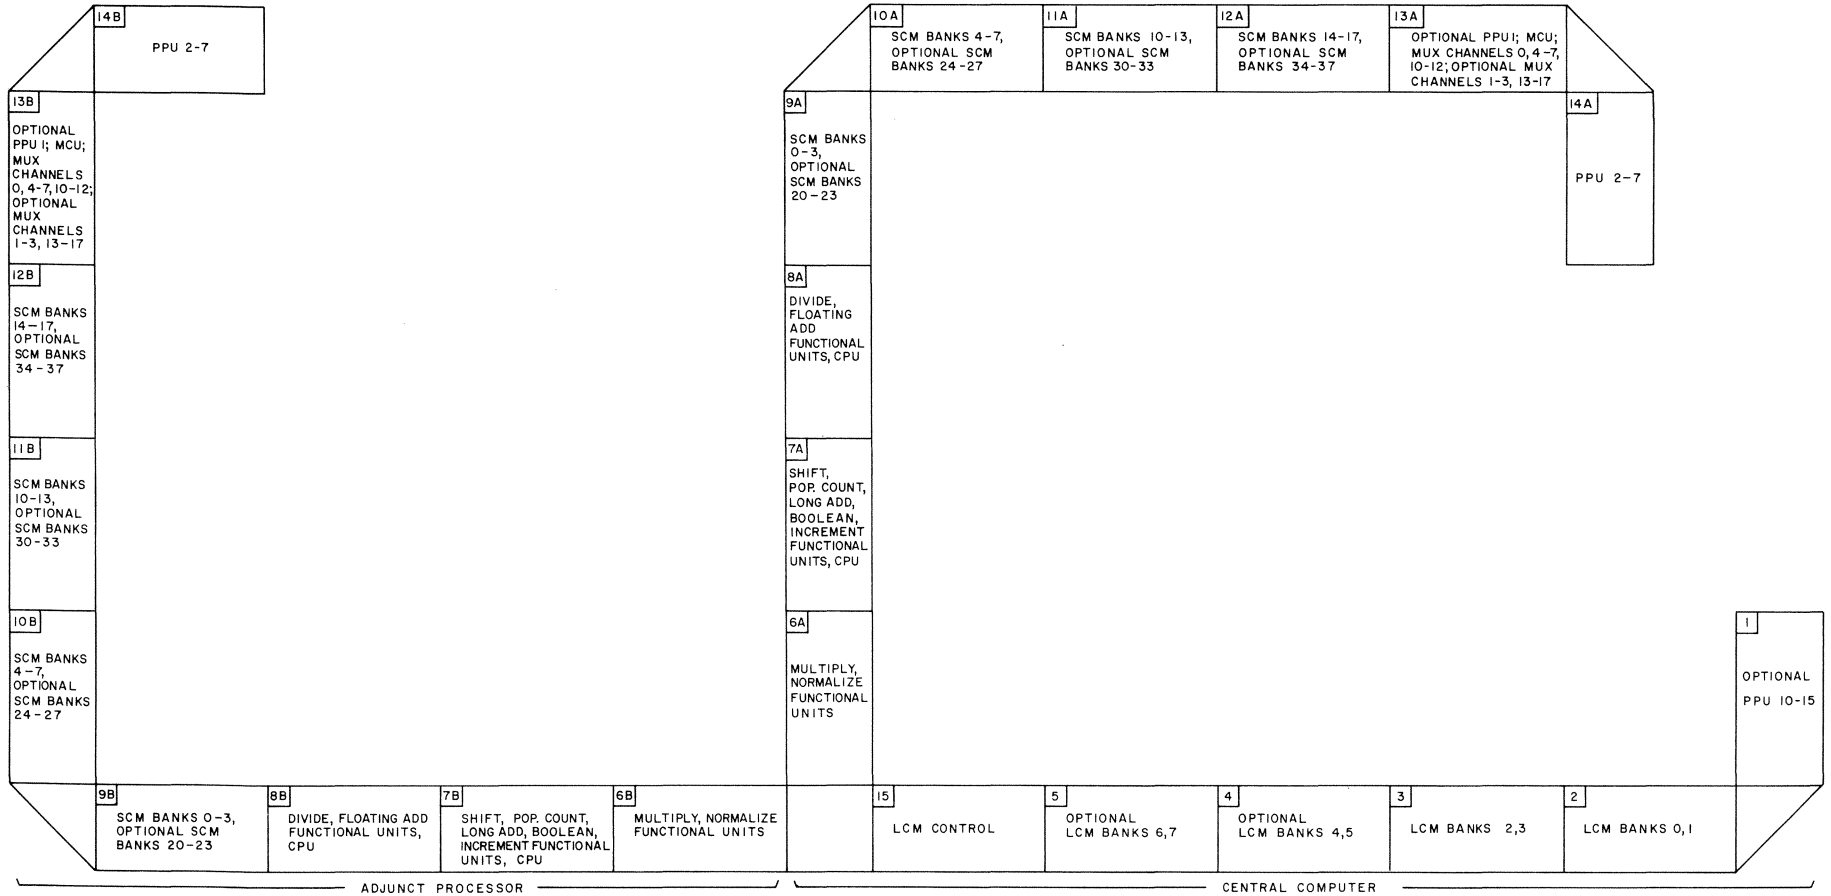 14B
PPU 2-7
13B
OPTIONAL
PPU 1; MCU;
MUX
CHANNELS
0, 4-7, 10-12;
OPTIONAL
MUX
CHANNELS
1-3, 13-17
12B
SCM BANKS
14-17,
OPTIONAL
SCM BANKS
34-37
11B
SCM BANKS
10-13,
OPTIONAL
SCM BANKS
30-33
10B
SCM BANKS
4-7,
OPTIONAL
SCM BANKS
24-27
9B
SCM BANKS 0-3,
OPTIONAL SCM
BANKS 20-23
8B
DIVIDE, FLOATING ADD
FUNCTIONAL UNITS,
CPU
7B
SHIFT, POP. COUNT,
LONG ADD, BOOLEAN,
INCREMENT FUNCTIONAL
UNITS, CPU
6B
MULTIPLY, NORMALIZE
FUNCTIONAL UNITS
10A
SCM BANKS 4-7,
OPTIONAL SCM
BANKS 24-27
11A
SCM BANKS 10-13,
OPTIONAL SCM
BANKS 30-33
12A
SCM BANKS 14-17,
OPTIONAL SCM
BANKS 34-37
13A
OPTIONAL PPU1; MCU;
MUX CHANNELS 0, 4-7,
10-12; OPTIONAL MUX
CHANNELS 1-3, 13-17
14A
PPU 2-7
9A
SCM BANKS
0-3,
OPTIONAL
SCM BANKS
20-23
8A
DIVIDE,
FLOATING
ADD
FUNCTIONAL
UNITS, CPU
7A
SHIFT,
POP. COUNT,
LONG ADD,
BOOLEAN,
INCREMENT
FUNCTIONAL
UNITS, CPU
6A
MULTIPLY,
NORMALIZE
FUNCTIONAL
UNITS
15
LCM CONTROL
5
OPTIONAL
LCM BANKS 6,7
4
OPTIONAL
LCM BANKS 4,5
3
LCM BANKS 2,3
2
LCM BANKS 0,1
1
OPTIONAL
PPU 10-15
ADJUNCT PROCESSOR
CENTRAL COMPUTER